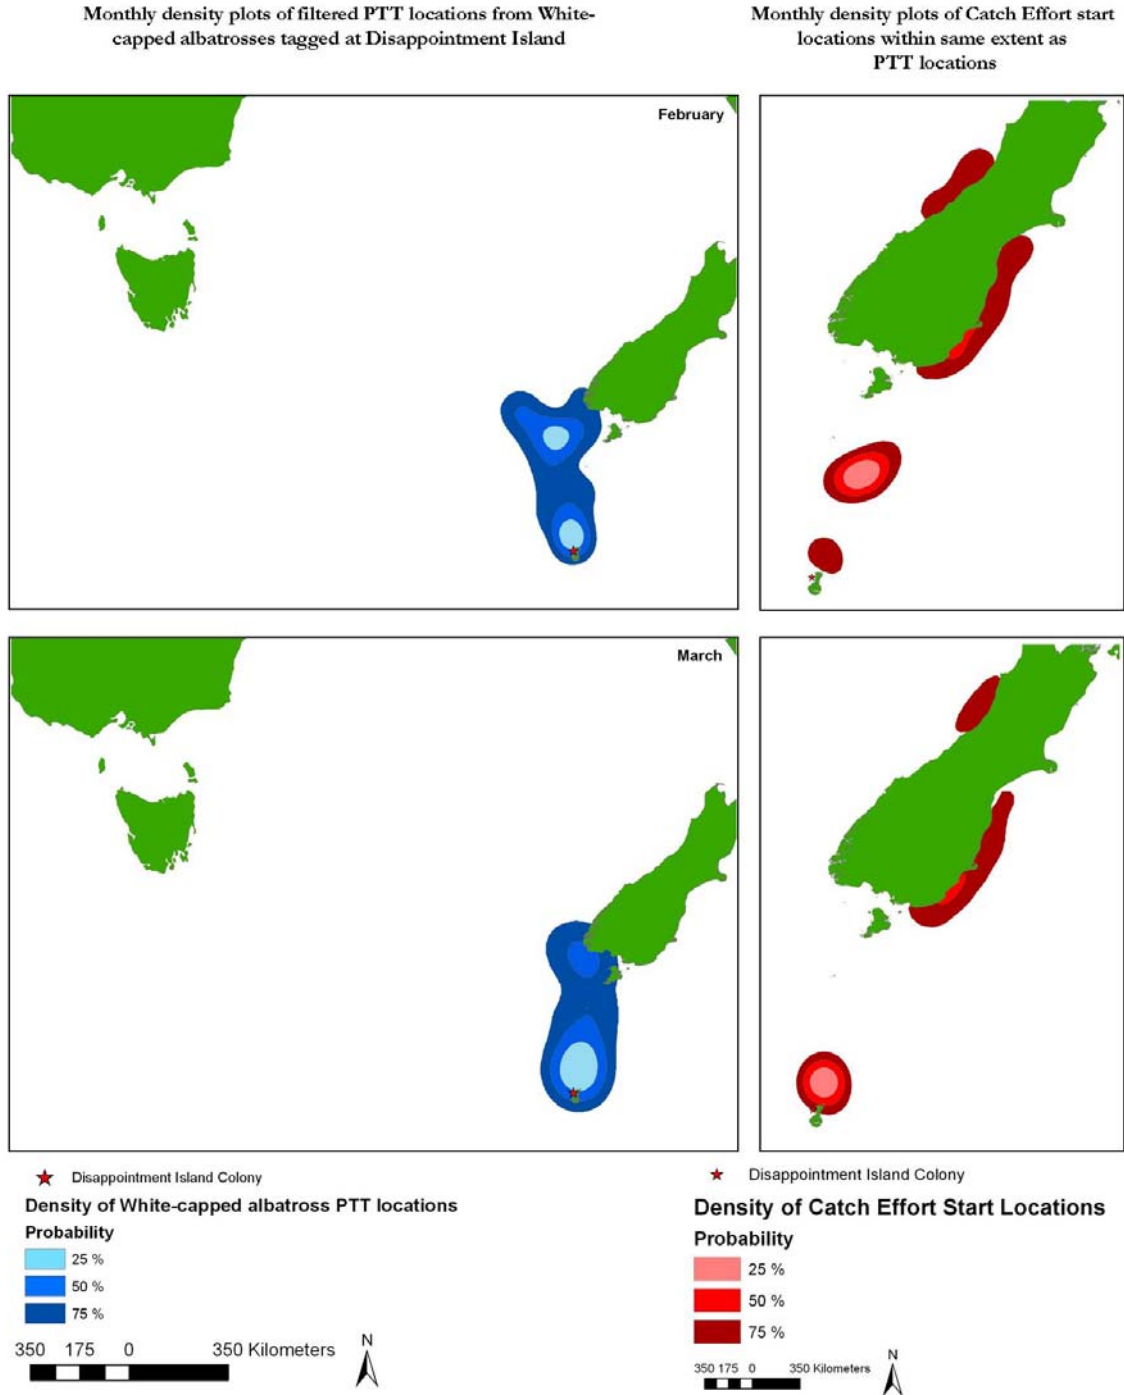 Monthly density plots of filtered PTT locations from White-
capped albatrosses tagged at Disappointment Island
Monthly density plots of Catch Effort start
locations within same extent as
PTT locations
February
March
Disappointment Island Colony
Density of White-capped albatross PTT locations
Probability
25 %
50 %
75 %
350 175 0 350 Kilometers
N
Disappointment Island Colony
Density of Catch Effort Start Locations
Probability
25 %
50 %
75 %
350 175 0 350 Kilometers
N